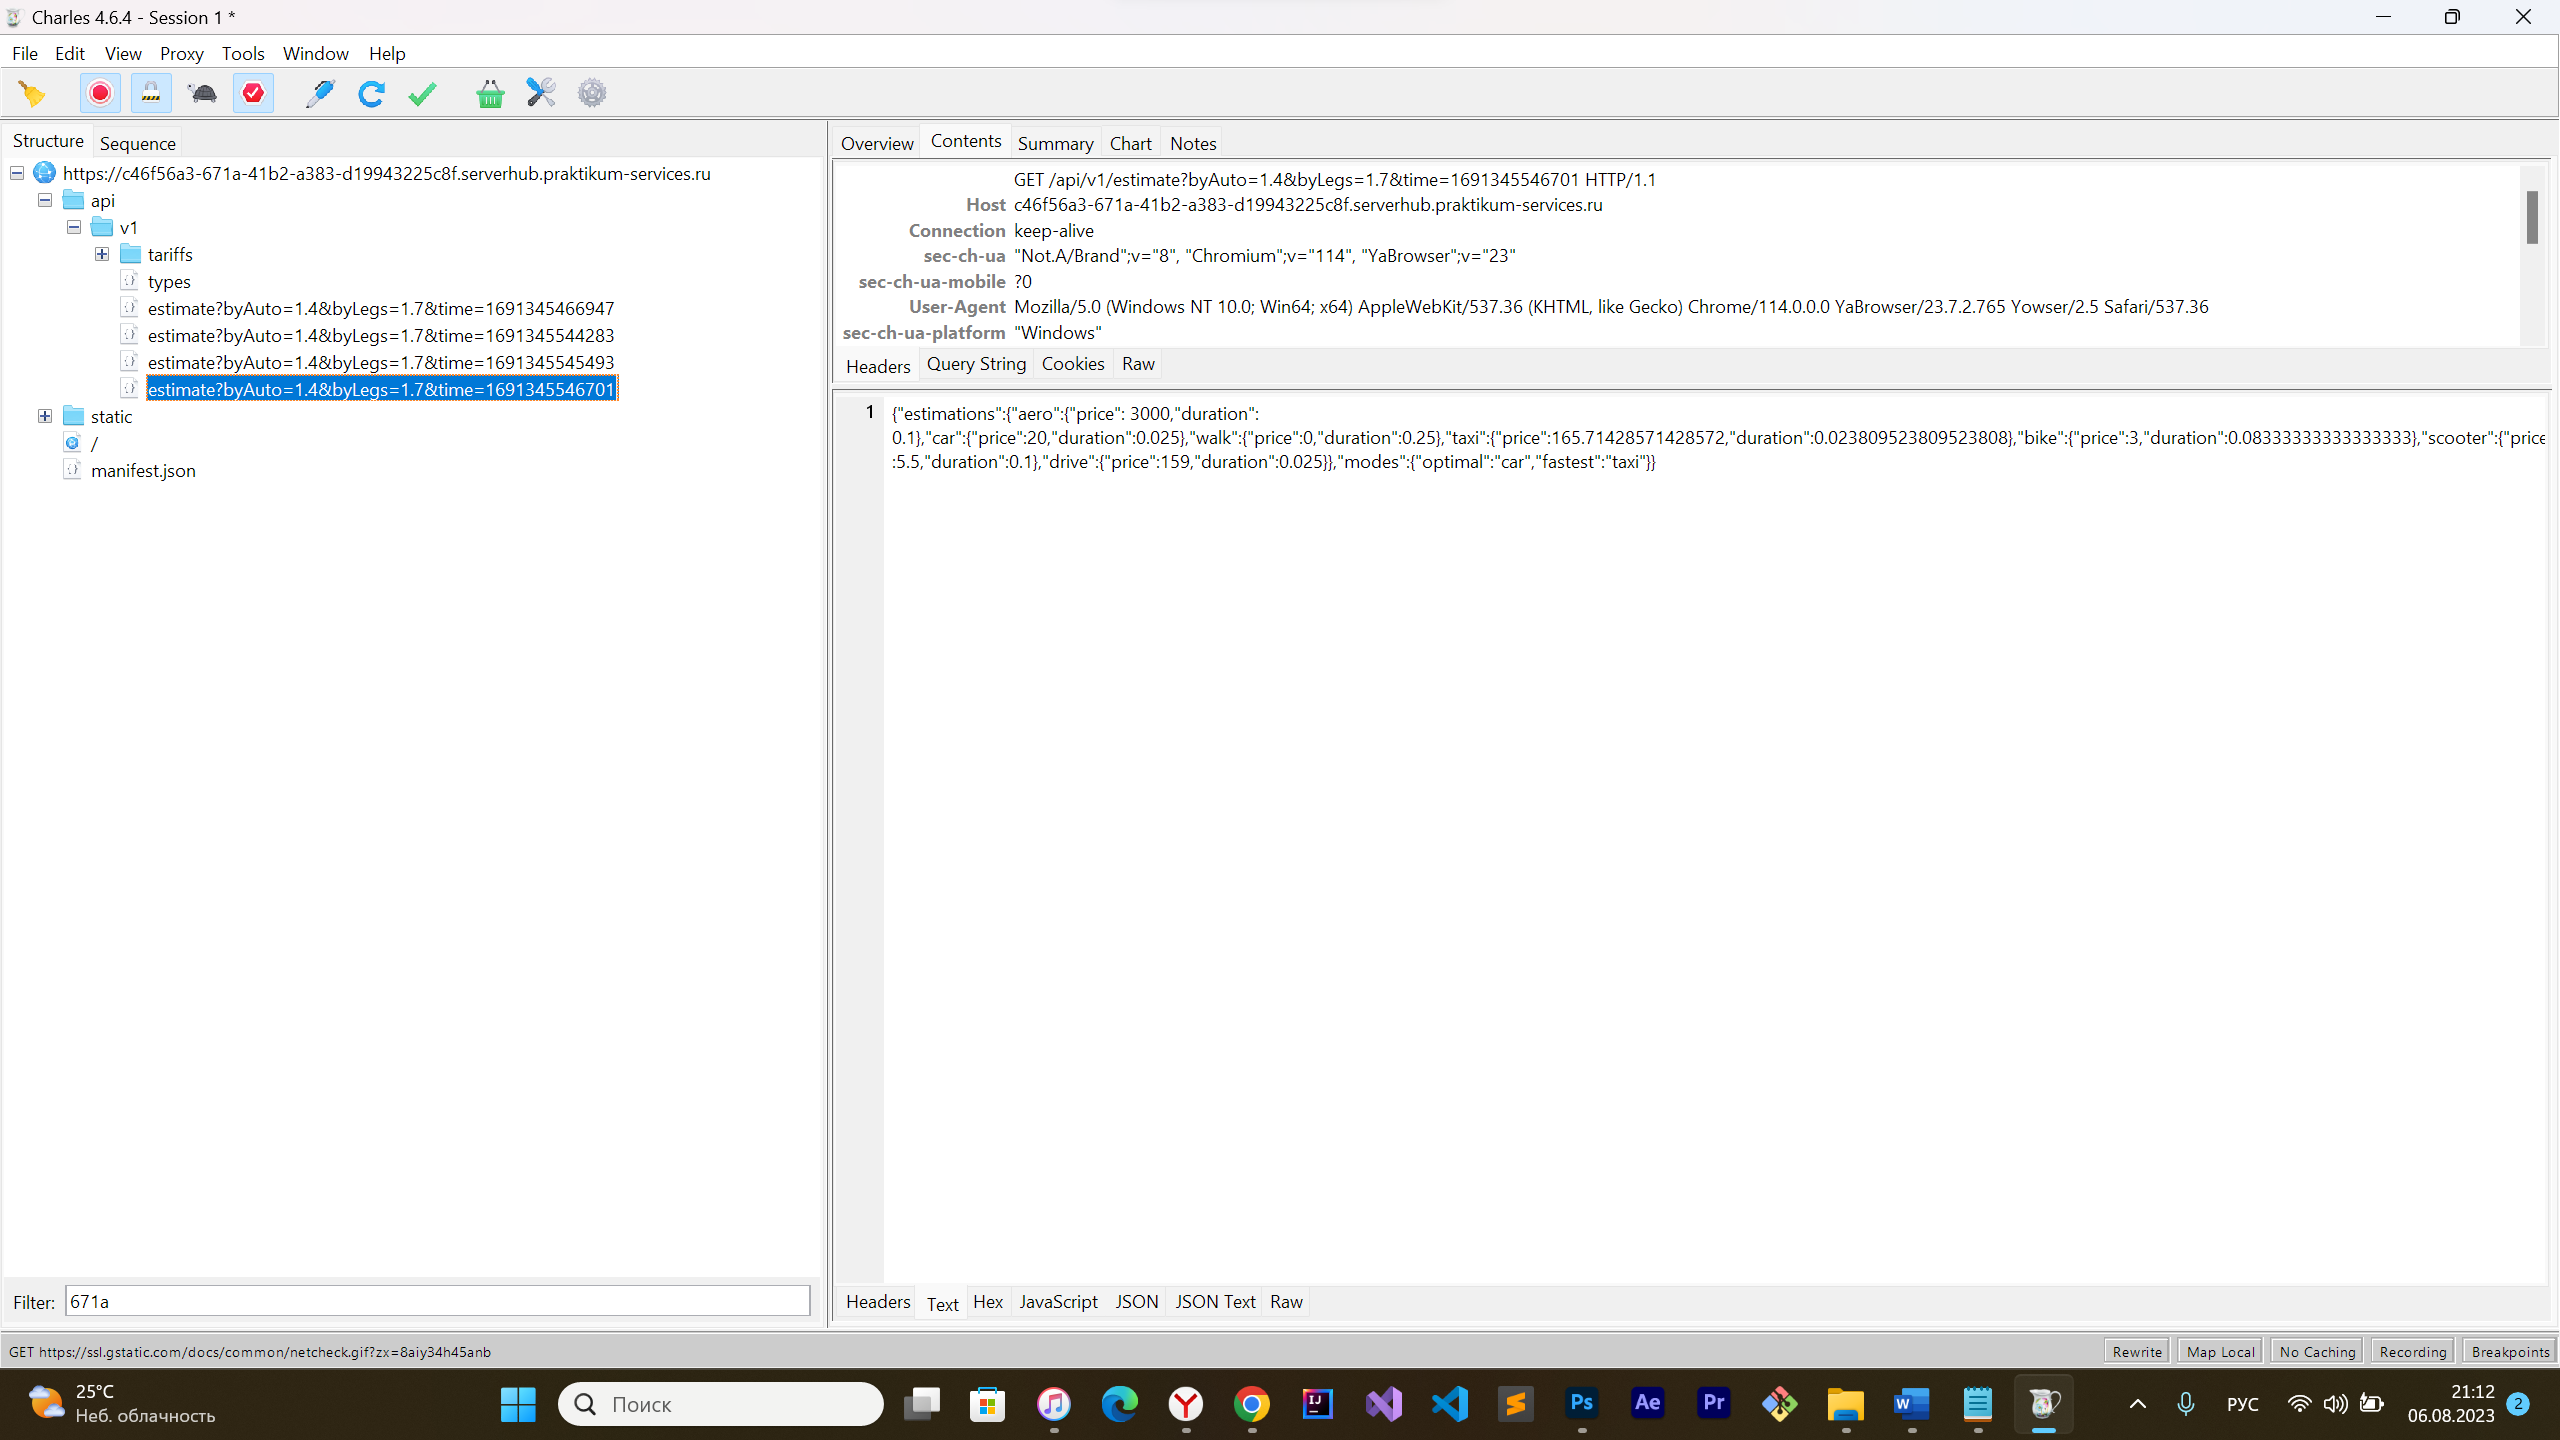 Charles 4.6.4 - Session 1 *
File Edit View Proxy Tools Window Help
Structure Sequence
https://c46f56a3-671a-41b2-a383-d19943225c8f.serverhub.praktikum-services.ru
api
v1
tariffs
types
estimate?byAuto=1.4&byLegs=1.7&time=1691345466947
estimate?byAuto=1.4&byLegs=1.7&time=1691345544283
estimate?byAuto=1.4&byLegs=1.7&time=1691345545493
estimate?byAuto=1.4&byLegs=1.7&time=1691345546701
static
/
manifest.json
Filter: 671a
Overview Contents Summary Chart Notes
GET /api/v1/estimate?byAuto=1.4&byLegs=1.7&time=1691345546701 HTTP/1.1
Host c46f56a3-671a-41b2-a383-d19943225c8f.serverhub.praktikum-services.ru
Connection keep-alive
sec-ch-ua "Not.A/Brand";v="8", "Chromium";v="114", "YaBrowser";v="23"
sec-ch-ua-mobile ?0
User-Agent Mozilla/5.0 (Windows NT 10.0; Win64; x64) AppleWebKit/537.36 (KHTML, like Gecko) Chrome/114.0.0.0 YaBrowser/23.7.2.765 Yowser/2.5 Safari/537.36
sec-ch-ua-platform "Windows"
Headers Query String Cookies Raw
1 {"estimations":{"aero":{"price": 3000,"duration":
0.1},"car":{"price":20,"duration":0.025},"walk":{"price":0,"duration":0.25},"taxi":{"price":165.71428571428572,"duration":0.023809523809523808},"bike":{"price":3,"duration":0.08333333333333333},"scooter":{"price
:5.5,"duration":0.1},"drive":{"price":159,"duration":0.025}},"modes":{"optimal":"car","fastest":"taxi"}}
Headers Text Hex JavaScript JSON JSON Text Raw
GET https://ssl.gstatic.com/docs/common/netcheck.gif?zx=8aiy34h45anb
Rewrite Map Local No Caching Recording Breakpoints
25°C
Неб. облачность
Поиск
IJ
Ps
Ae
Pr
W
РУС
21:12
06.08.2023
2